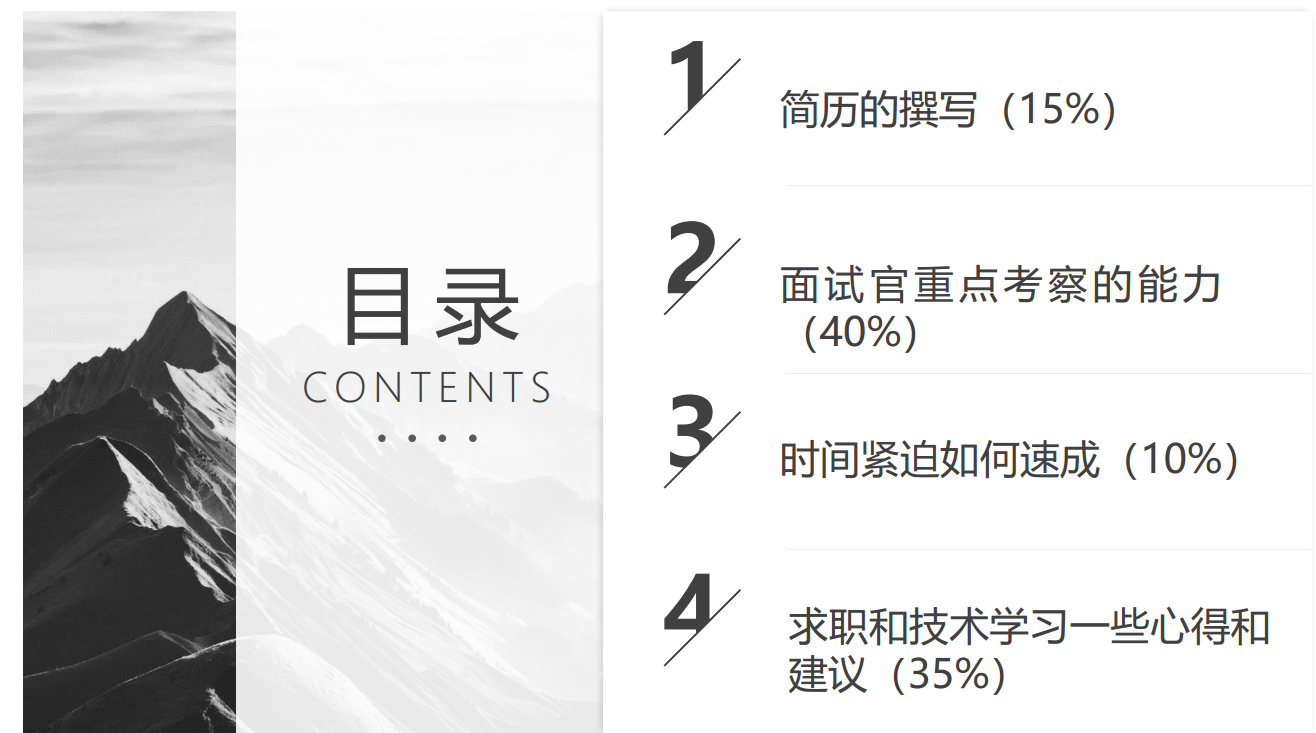 目录
CONTENTS
1
简历的撰写（15%）
2
面试官重点考察的能力
（40%）
3
时间紧迫如何速成（10%）
4
求职和技术学习一些心得和
建议（35%）